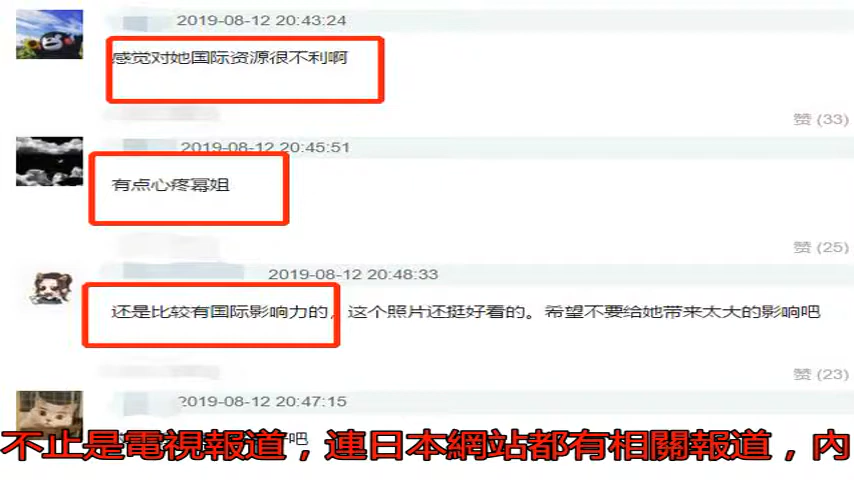 2019-08-12 20:43:24
感觉对她国际资源很不利啊
赞 (33)
2019-08-12 20:45:51
有点心疼幂姐
赞 (25)
2019-08-12 20:48:33
还是比较有国际影响力的，这个照片还挺好看的。希望不要给她带来太大的影响吧
赞 (23)
2019-08-12 20:47:15
吧
不止是電視報道，連日本網站都有相關報道，內